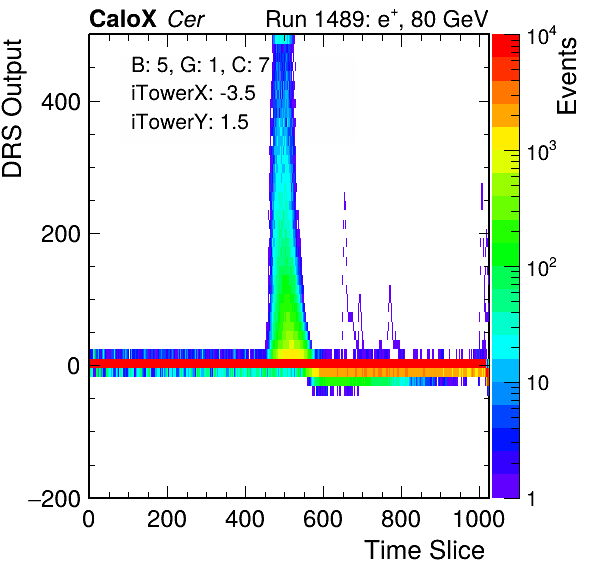 CaloX Cer Run 1489: e⁺, 80 GeV
B: 5, G: 1, C: 7
iTowerX: -3.5
iTowerY: 1.5
DRS Output
400
200
0
−200
0 200 400 600 800 1000
Time Slice
10⁴
10³
10²
10
1
Events